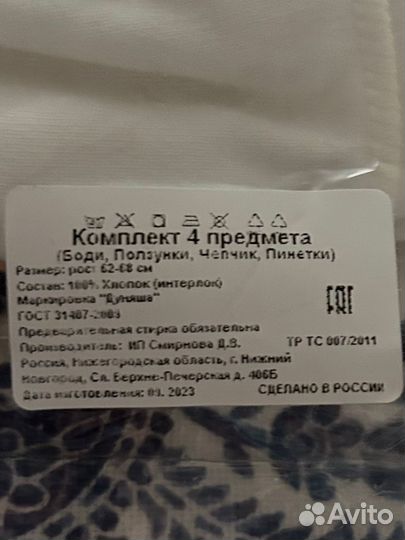 Комплект 4 предмета
(Боди, Ползунки, Чепчик, Пинетки)
Размер: рост 62-68 см
Состав: 100% Хлопок (интерлок)
Маркировка "Дуняша"
ГОСТ 31407-2009
Предварительная стирка обязательна
Производитель: ИП Смирнова Д.В. ТР ТС 007/2011
Россия, Нижегородская область, г. Нижний
Новгород, Сл. Верхне-Печерская д. 406Б
Дата изготовления: 09. 2023 СДЕЛАНО В РОССИИ
EAC
Avito